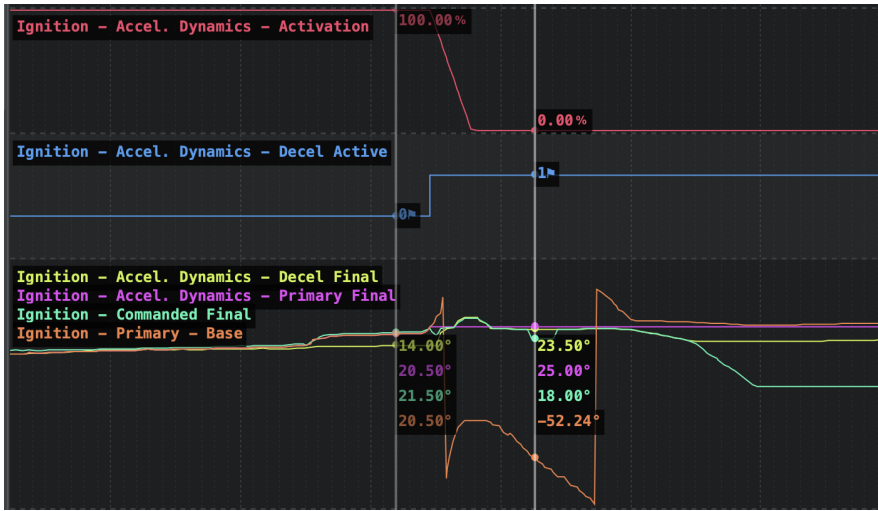 Ignition – Accel. Dynamics – Activation
100.00%
0.00%
Ignition – Accel. Dynamics – Decel Active
0⚑
1⚑
Ignition – Accel. Dynamics – Decel Final
Ignition – Accel. Dynamics – Primary Final
Ignition – Commanded Final
Ignition – Primary – Base
14.00° 23.50°
20.50° 25.00°
21.50° 18.00°
20.50° –52.24°